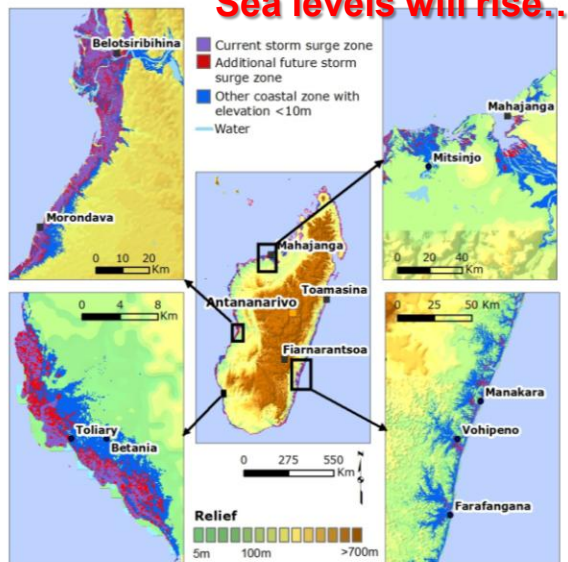 Sea levels will rise..
Belotsiribihina
Morondava
0 10 20
Km
Current storm surge zone
Additional future storm
surge zone
Other coastal zone with
elevation <10m
Water
Mahajanga
Mitsinjo
0 20 40
Km
Mahajanga
Toamasina
Antananarivo
Fiarnarantsoa
0 275 550
Km
0 4 8
Km
Toliary
Betania
0 25 50 Km
Manakara
Vohipeno
Farafangana
Relief
5m 100m >700m